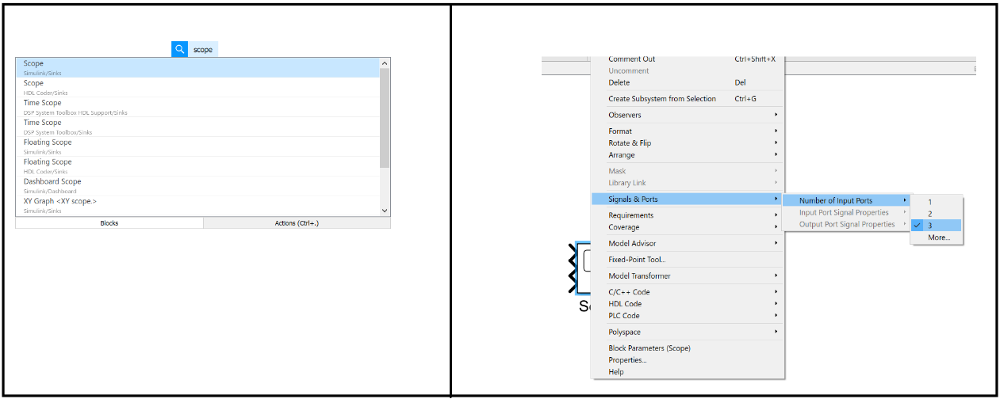 scope
Scope
Simulink/Sinks
Scope
HDL Coder/Sinks
Time Scope
DSP System Toolbox HDL Support/Sinks
Time Scope
DSP System Toolbox/Sinks
Floating Scope
Simulink/Sinks
Floating Scope
HDL Coder/Sinks
Dashboard Scope
Simulink/Dashboard
XY Graph <XY scope.>
Simulink/Sinks
Blocks Actions (Ctrl+.)
Comment Out Ctrl+Shift+X
Uncomment
Delete Del
Create Subsystem from Selection Ctrl+G
Observers
Format
Rotate & Flip
Arrange
Mask
Library Link
Signals & Ports
Requirements
Coverage
Model Advisor
Fixed-Point Tool...
Model Transformer
C/C++ Code
HDL Code
PLC Code
Polyspace
Block Parameters (Scope)
Properties...
Help
Number of Input Ports
Input Port Signal Properties
Output Port Signal Properties
1
2
3
More...